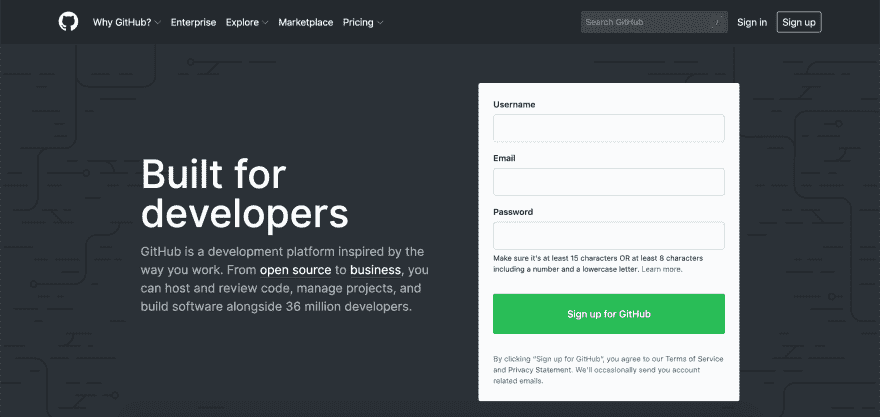 Why GitHub? Enterprise Explore Marketplace Pricing Search GitHub / Sign in Sign up
Built for
developers
GitHub is a development platform inspired by the
way you work. From open source to business, you
can host and review code, manage projects, and
build software alongside 36 million developers.
Username
Email
Password
Make sure it's at least 15 characters OR at least 8 characters
including a number and a lowercase letter. Learn more.
Sign up for GitHub
By clicking “Sign up for GitHub”, you agree to our Terms of Service
and Privacy Statement. We'll occasionally send you account
related emails.